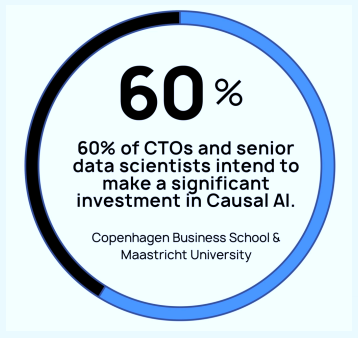 60%
60% of CTOs and senior
data scientists intend to
make a significant
investment in Causal AI.
Copenhagen Business School &
Maastricht University